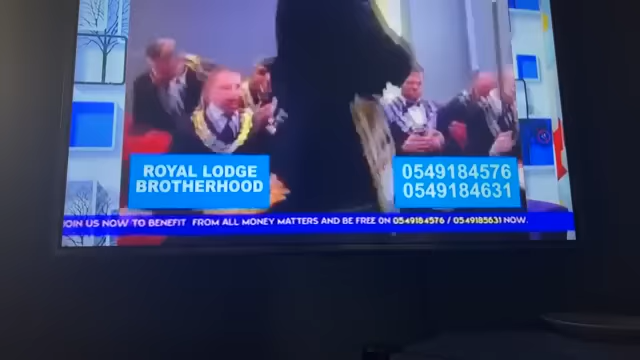 ROYAL LODGE
BROTHERHOOD
0549184576
0549184631
JOIN US NOW TO BENEFIT FROM ALL MONEY MATTERS AND BE FREE ON 0549184576 / 0549185631 NOW.